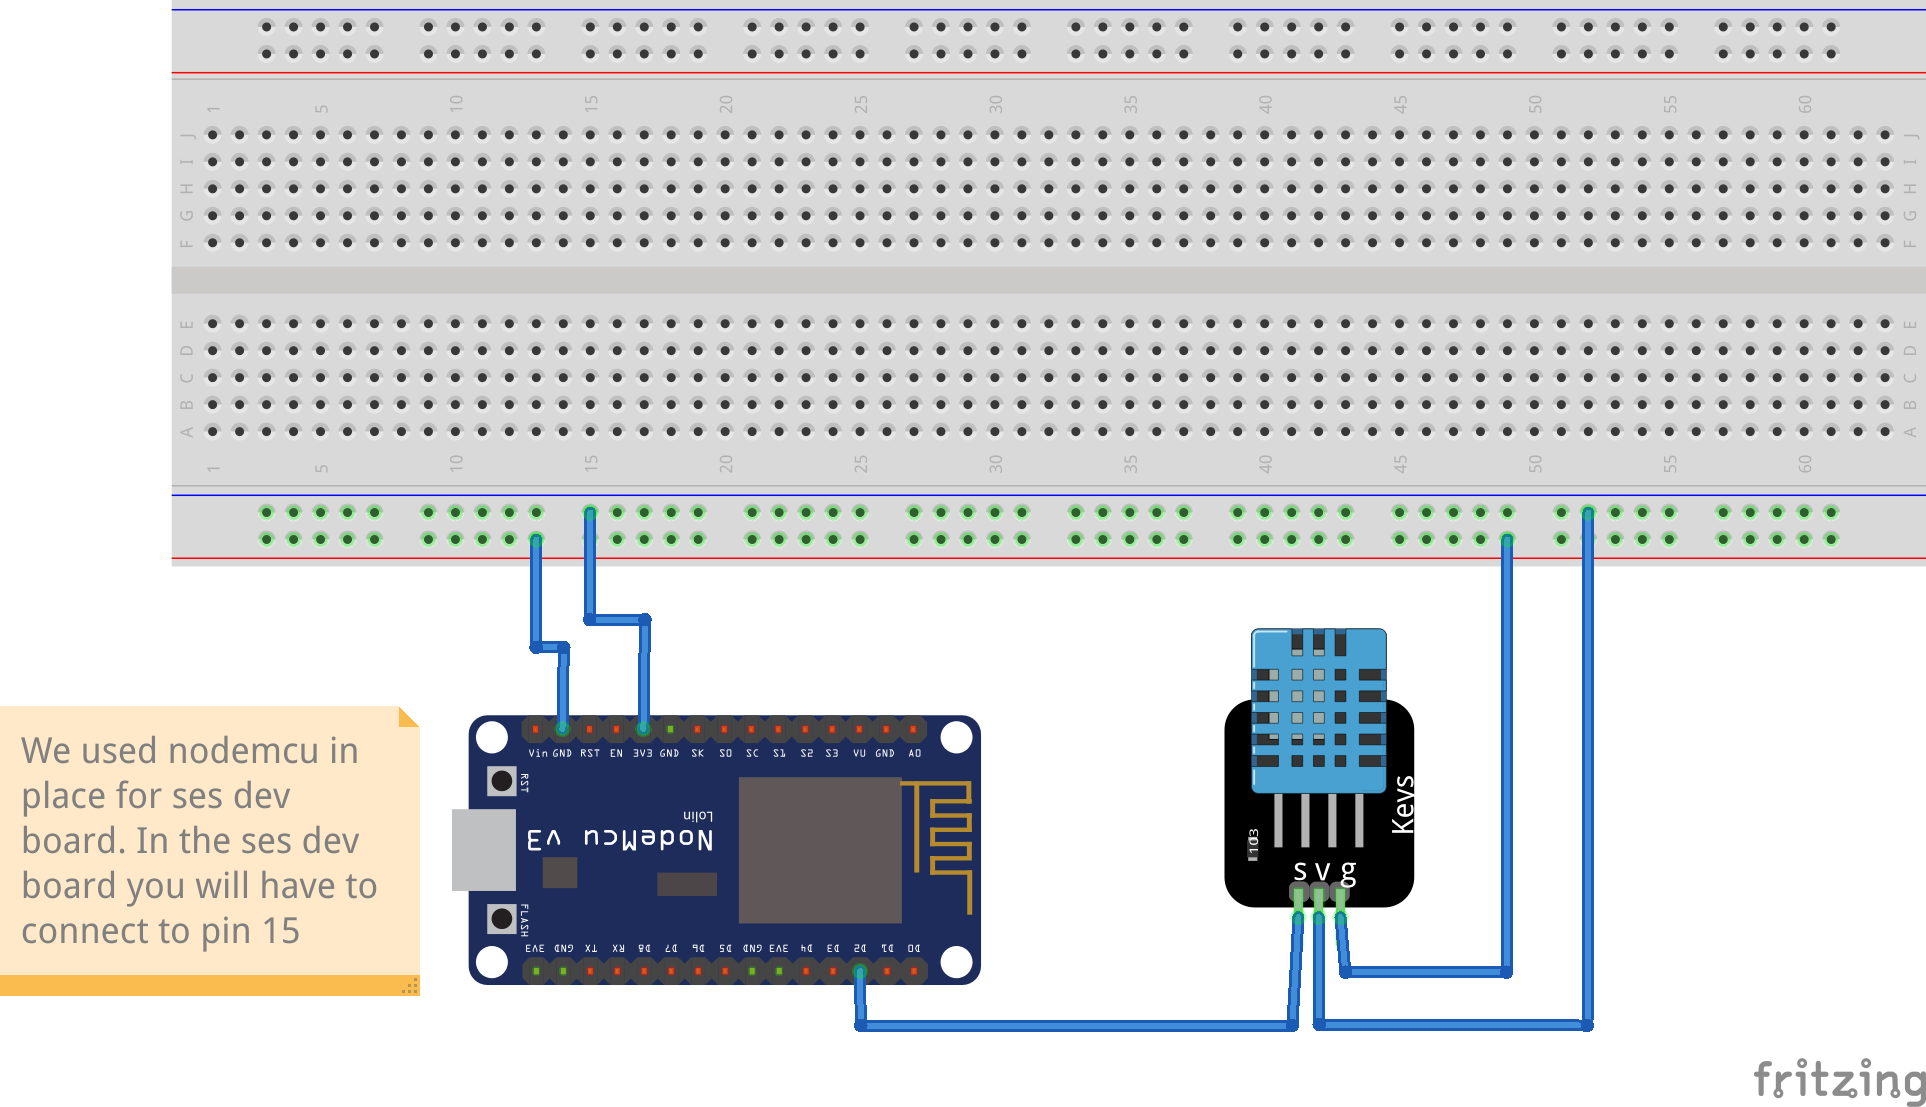 1 5 10 15 20 25 30 35 40 45 50 55 60
J J
I I
H H
G G
F F
E E
D D
C C
B B
A A
1 5 10 15 20 25 30 35 40 45 50 55 60
We used nodemcu in
place for ses dev
board. In the ses dev
board you will have to
connect to pin 15
Vin GND RST EN 3V3 GND SK SO SC S1 S2 S3 VU GND AO
RST
Lolin
NodeMcu v3
FLASH
3V3 GND TX RX D8 D7 D6 D5 GND 3V3 D4 D3 D2 D1 D0
Keys
103
S V g
fritzing